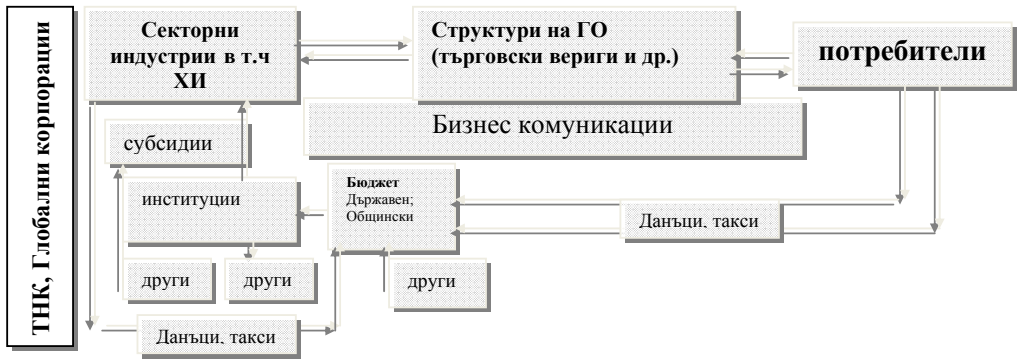 ТНК, Глобални корпорации
Секторни
индустрии в т.ч
ХИ
Структури на ГО
(търговски вериги и др.)
потребители
Бизнес комуникации
субсидии
институции
Бюджет
Държавен;
Общински
Данъци, такси
други
други
други
Данъци, такси